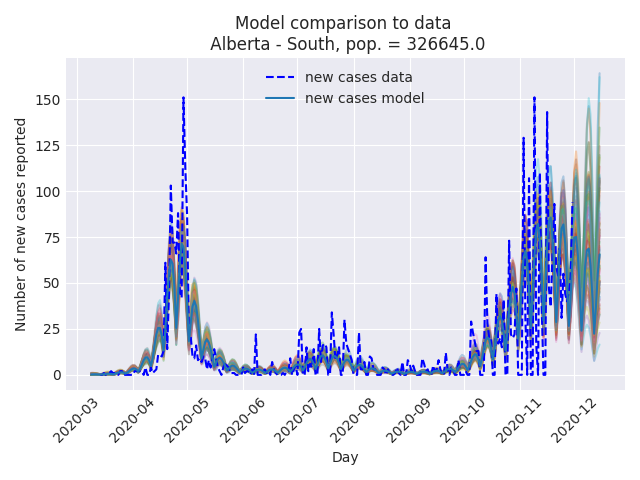 Model comparison to data
Alberta - South, pop. = 326645.0
new cases data
new cases model
Number of new cases reported
150
125
100
75
50
25
0
2020-03
2020-04
2020-05
2020-06
2020-07
2020-08
2020-09
2020-10
2020-11
2020-12
Day